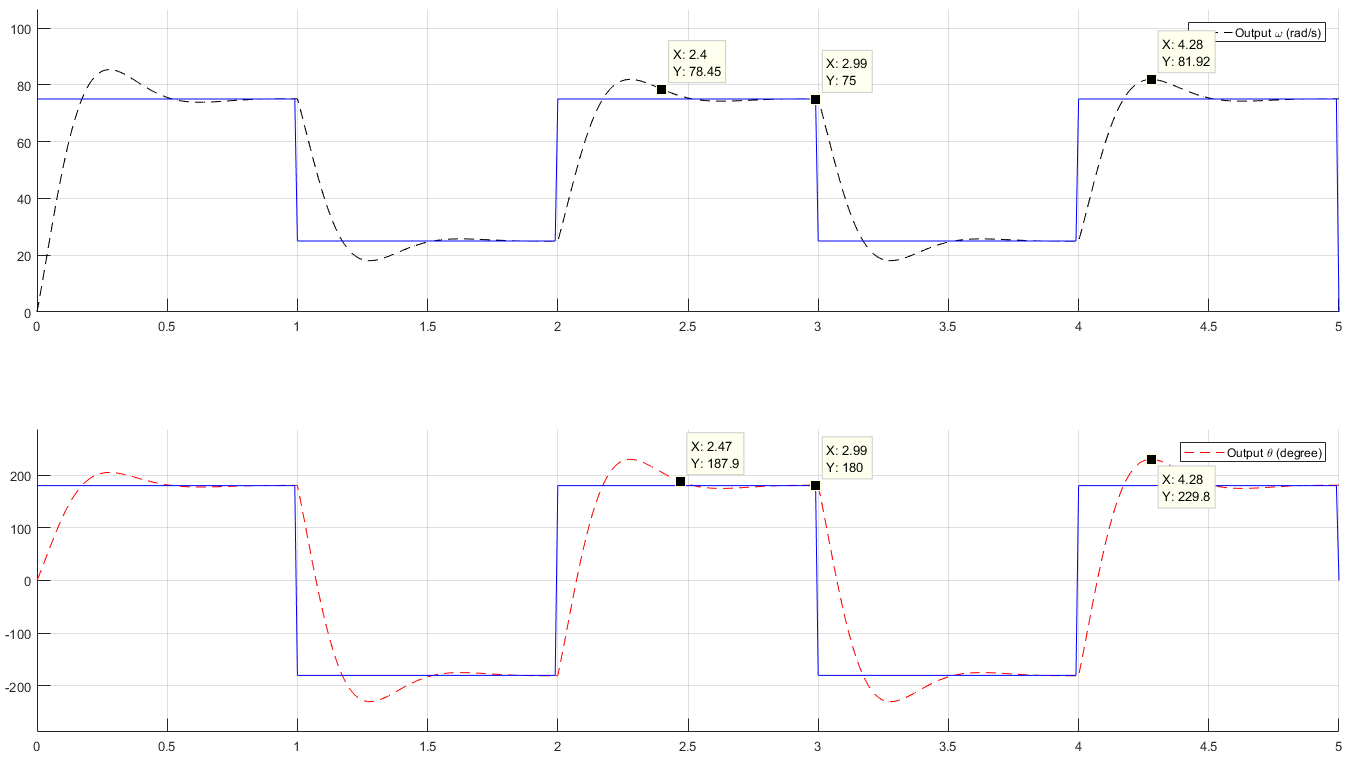 100
80
60
40
20
0
0
0.5
1
1.5
2
2.5
3
3.5
4
4.5
5
X: 2.4
Y: 78.45
X: 2.99
Y: 75
X: 4.28
Y: 81.92
Output ω (rad/s)
200
100
0
-100
-200
0
0.5
1
1.5
2
2.5
3
3.5
4
4.5
5
X: 2.47
Y: 187.9
X: 2.99
Y: 180
Output θ (degree)
X: 4.28
Y: 229.8